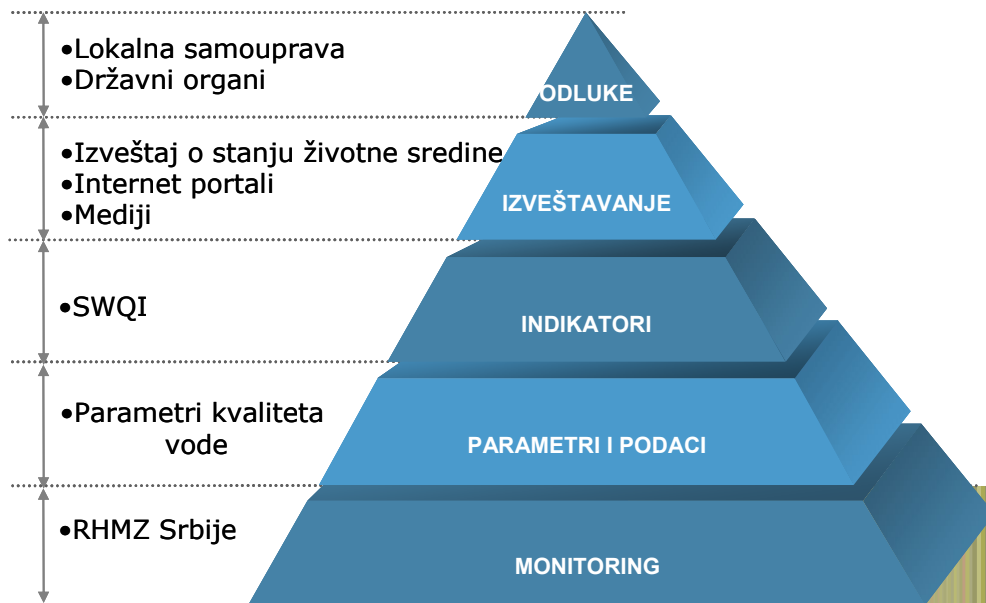 •Lokalna samouprava
•Državni organi
ODLUKE
•Izveštaj o stanju životne sredine
•Internet portali
•Mediji
IZVEŠTAVANJE
•SWQI
INDIKATORI
•Parametri kvaliteta
vode
PARAMETRI I PODACI
•RHMZ Srbije
MONITORING